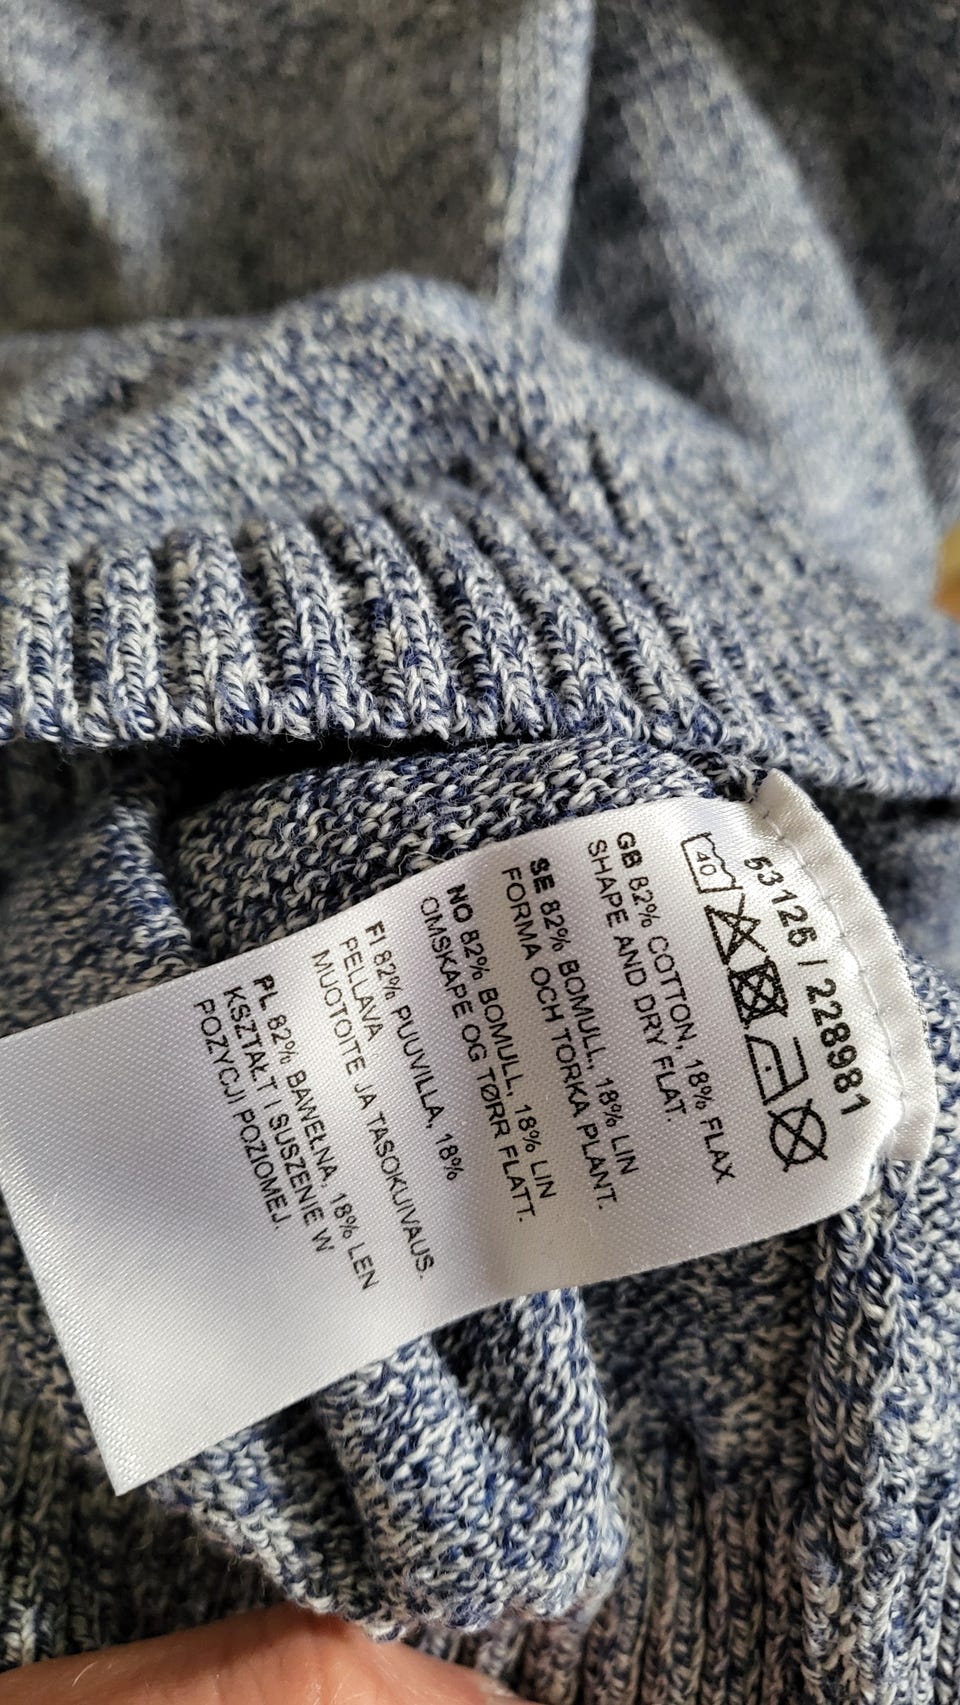 53126 / 228981
40
GB 82% COTTON, 18% FLAX
SHAPE AND DRY FLAT.
SE 82% BOMULL, 18% LIN
FORMA OCH TORKA PLANT.
NO 82% BOMULL, 18% LIN
OMSKAPE OG TØRR FLATT.
FI 82% PUUVILLA, 18%
PELLAVA
MUOTOITE JA TASOKUIVAUS.
PL 82% BAWEŁNA, 18% LEN
KSZTAŁT I SUSZENIE W
POZYCJI POZIOMEJ.